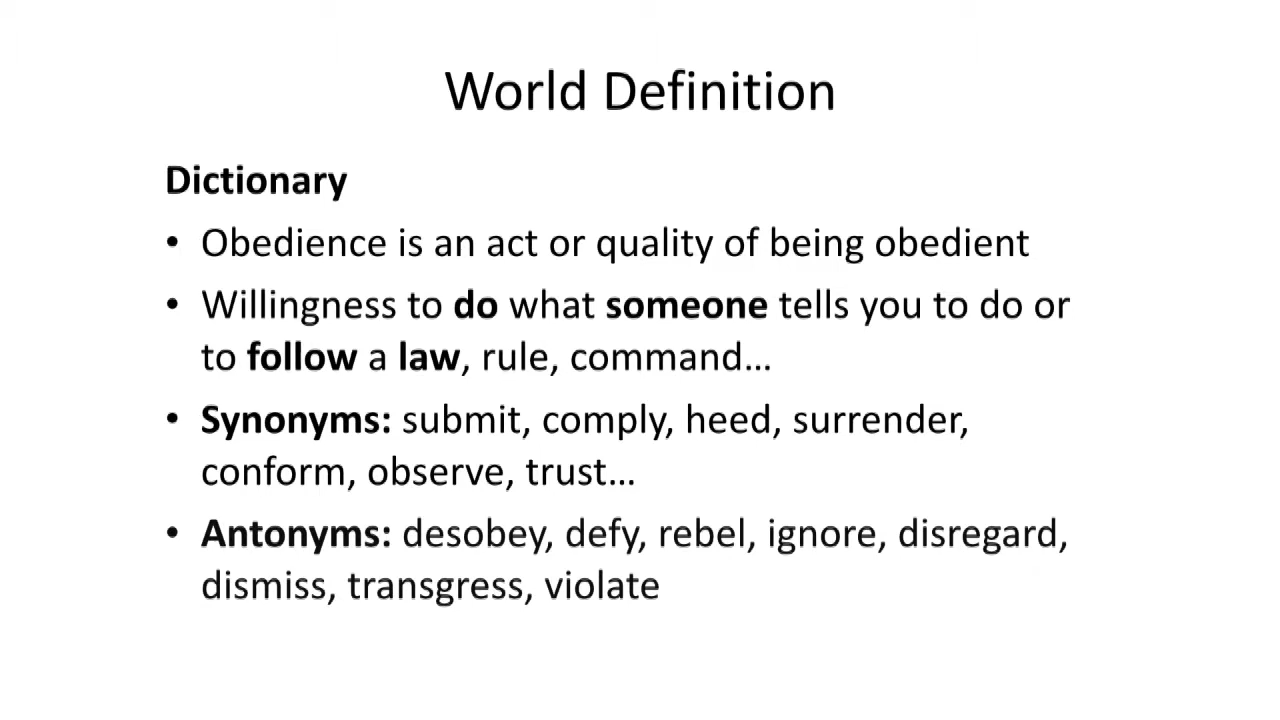 World Definition
Dictionary
• Obedience is an act or quality of being obedient
• Willingness to do what someone tells you to do or
to follow a law, rule, command…
• Synonyms: submit, comply, heed, surrender,
conform, observe, trust…
• Antonyms: desobey, defy, rebel, ignore, disregard,
dismiss, transgress, violate